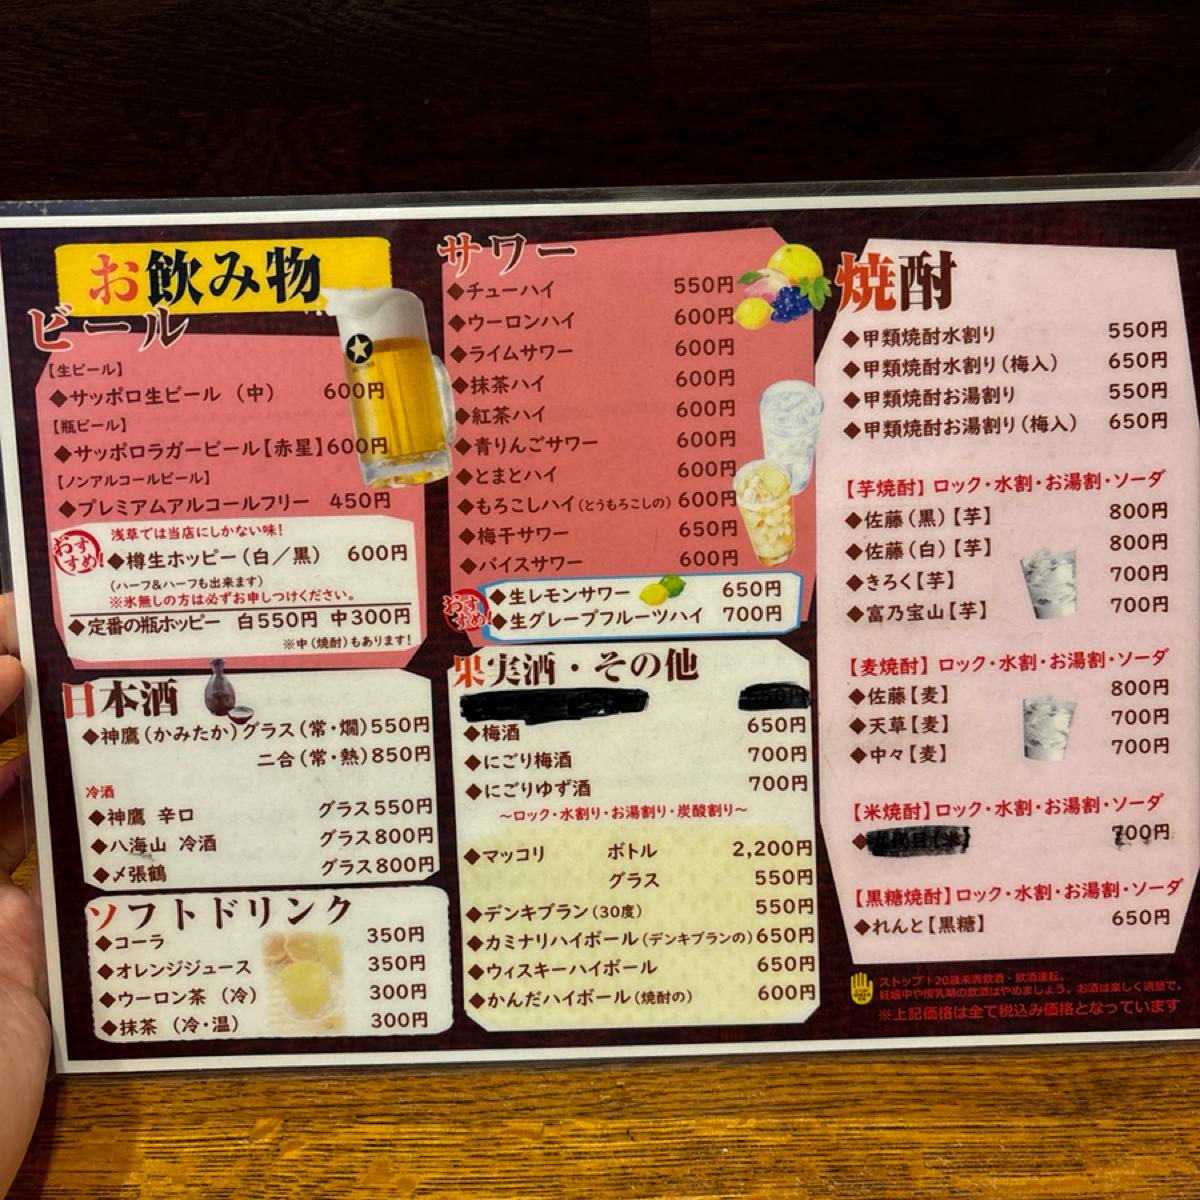 お飲み物
ビール
【生ビール】
◆サッポロ生ビール (中) 600円
【瓶ビール】
◆サッポロラガービール【赤星】600円
【ノンアルコールビール】
◆プレミアムアルコールフリー 450円
浅草では当店にしかない味!
おすすめ!
◆樽生ホッピー(白/黒) 600円
(ハーフ&ハーフも出来ます)
※氷無しの方は必ずお申しつけください。
◆定番の瓶ホッピー 白550円 中300円
※中(焼酎)もあります!
日本酒
◆神鷹(かみたか)グラス(常・燗)550円
二合(常・熱)850円
冷酒
◆神鷹 辛口 グラス550円
◆八海山 冷酒 グラス800円
◆〆張鶴 グラス800円
ソフトドリンク
◆コーラ 350円
◆オレンジジュース 350円
◆ウーロン茶 (冷) 300円
◆抹茶 (冷・温) 300円
サワー
◆チューハイ 550円
◆ウーロンハイ 600円
◆ライムサワー 600円
◆抹茶ハイ 600円
◆紅茶ハイ 600円
◆青りんごサワー 600円
◆とまとハイ 600円
◆もろこしハイ(とうもろこしの) 600円
◆梅干サワー 650円
◆バイスサワー 600円
おすすめ!
◆生レモンサワー 650円
◆生グレープフルーツハイ 700円
果実酒・その他
◆梅酒 650円
◆にごり梅酒 700円
◆にごりゆず酒 700円
〜ロック・水割り・お湯割り・炭酸割り〜
◆マッコリ ボトル 2,200円
グラス 550円
◆デンキブラン(30度) 550円
◆カミナリハイボール(デンキブランの)650円
◆ウィスキーハイボール 650円
◆かんだハイボール(焼酎の) 600円
焼酎
◆甲類焼酎水割り 550円
◆甲類焼酎水割り(梅入) 650円
◆甲類焼酎お湯割り 550円
◆甲類焼酎お湯割り(梅入) 650円
【芋焼酎】ロック・水割・お湯割・ソーダ
◆佐藤(黒)【芋】 800円
◆佐藤(白)【芋】 800円
◆きろく【芋】 700円
◆富乃宝山【芋】 700円
【麦焼酎】ロック・水割・お湯割・ソーダ
◆佐藤【麦】 800円
◆天草【麦】 700円
◆中々【麦】 700円
【米焼酎】ロック・水割・お湯割・ソーダ
◆ 700円
【黒糖焼酎】ロック・水割・お湯割・ソーダ
◆れんと【黒糖】 650円
ストップ!20歳未満飲酒・飲酒運転。
妊娠中や授乳期の飲酒はやめましょう。お酒は楽しく適量で。
※上記価格は全て税込み価格となっています